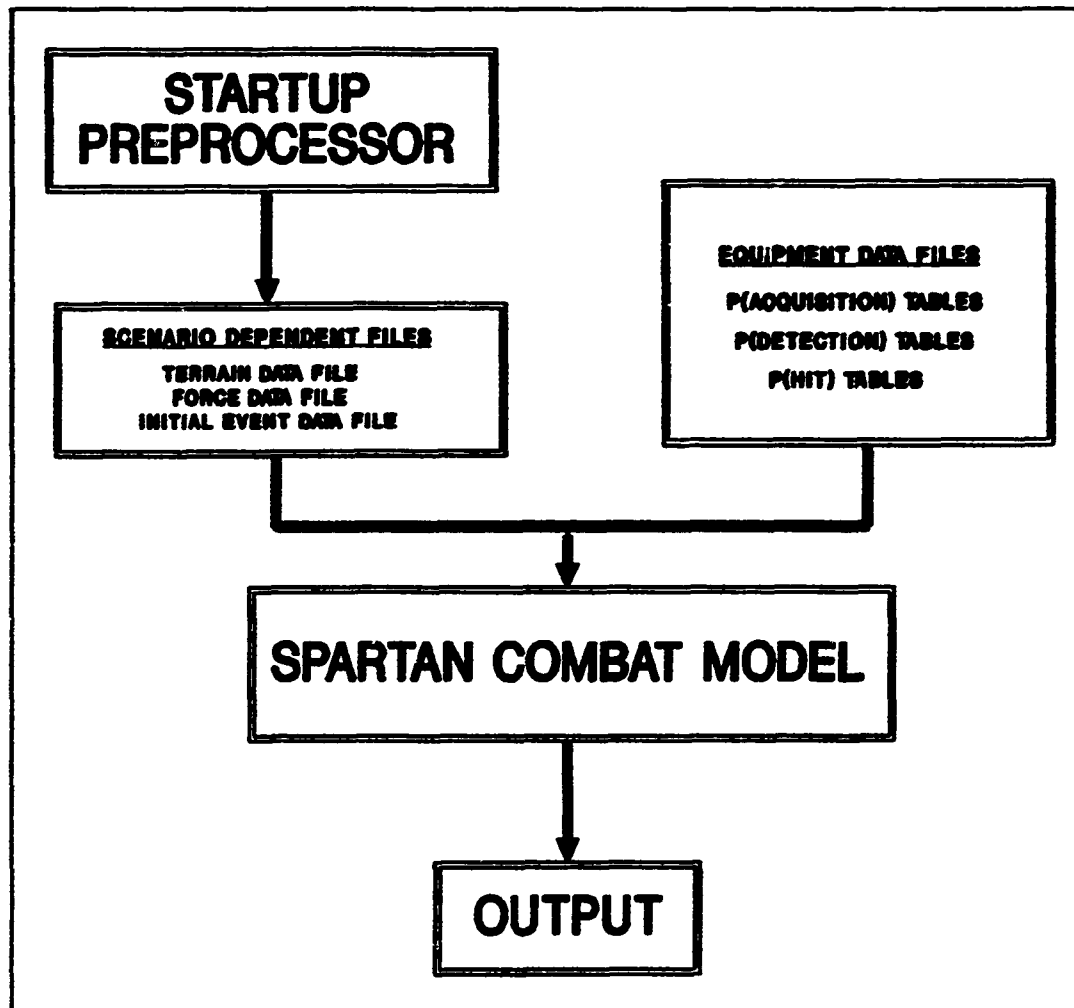 STARTUP
PREPROCESSOR
SCENARIO DEPENDENT FILES
TERRAIN DATA FILE
FORCE DATA FILE
INITIAL EVENT DATA FILE
EQUIPMENT DATA FILES
P(ACQUISITION) TABLES
P(DETECTION) TABLES
P(HIT) TABLES
SPARTAN COMBAT MODEL
OUTPUT